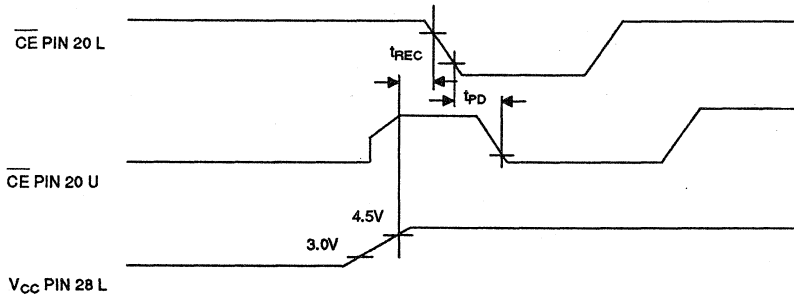 CE PIN 20 L
tREC
tPD
CE PIN 20 U
4.5V
3.0V
VCC PIN 28 L